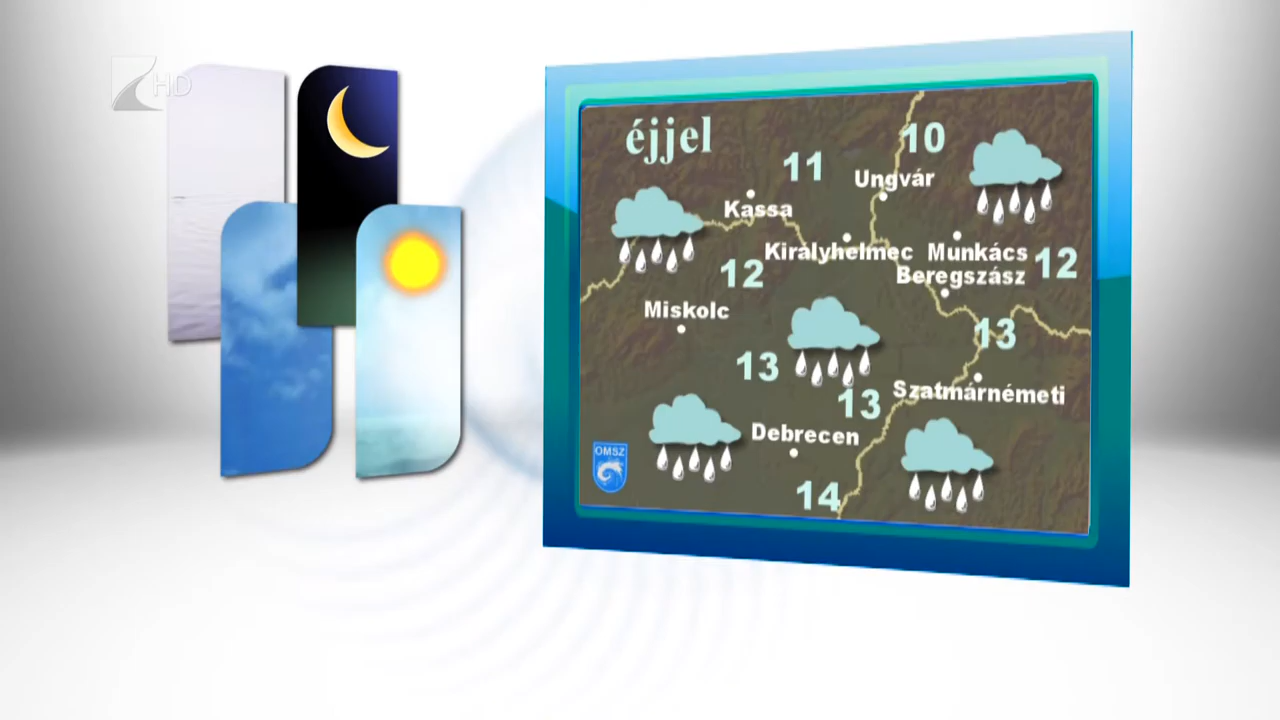 HD
éjjel
10
11
Ungvár
Kassa
Királyhelmec
Munkács
12
12
Beregszász
Miskolc
13
13
Szatmárnémeti
13
Debrecen
OMSZ
14